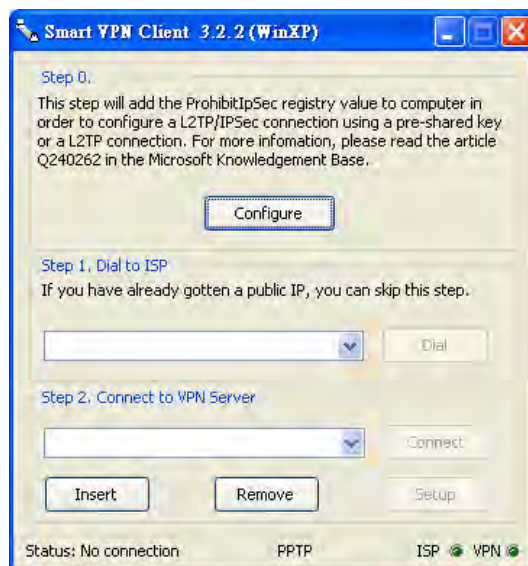 Smart VPN Client 3.2.2 (WinXP)
Step 0.
This step will add the ProhibitIpSec registry value to computer in
order to configure a L2TP/IPSec connection using a pre-shared key
or a L2TP connection. For more infomation, please read the article
Q240262 in the Microsoft Knowledgement Base.
Configure
Step 1. Dial to ISP
If you have already gotten a public IP, you can skip this step.
Dial
Step 2. Connect to VPN Server
Connect
Insert Remove Setup
Status: No connection PPTP ISP VPN